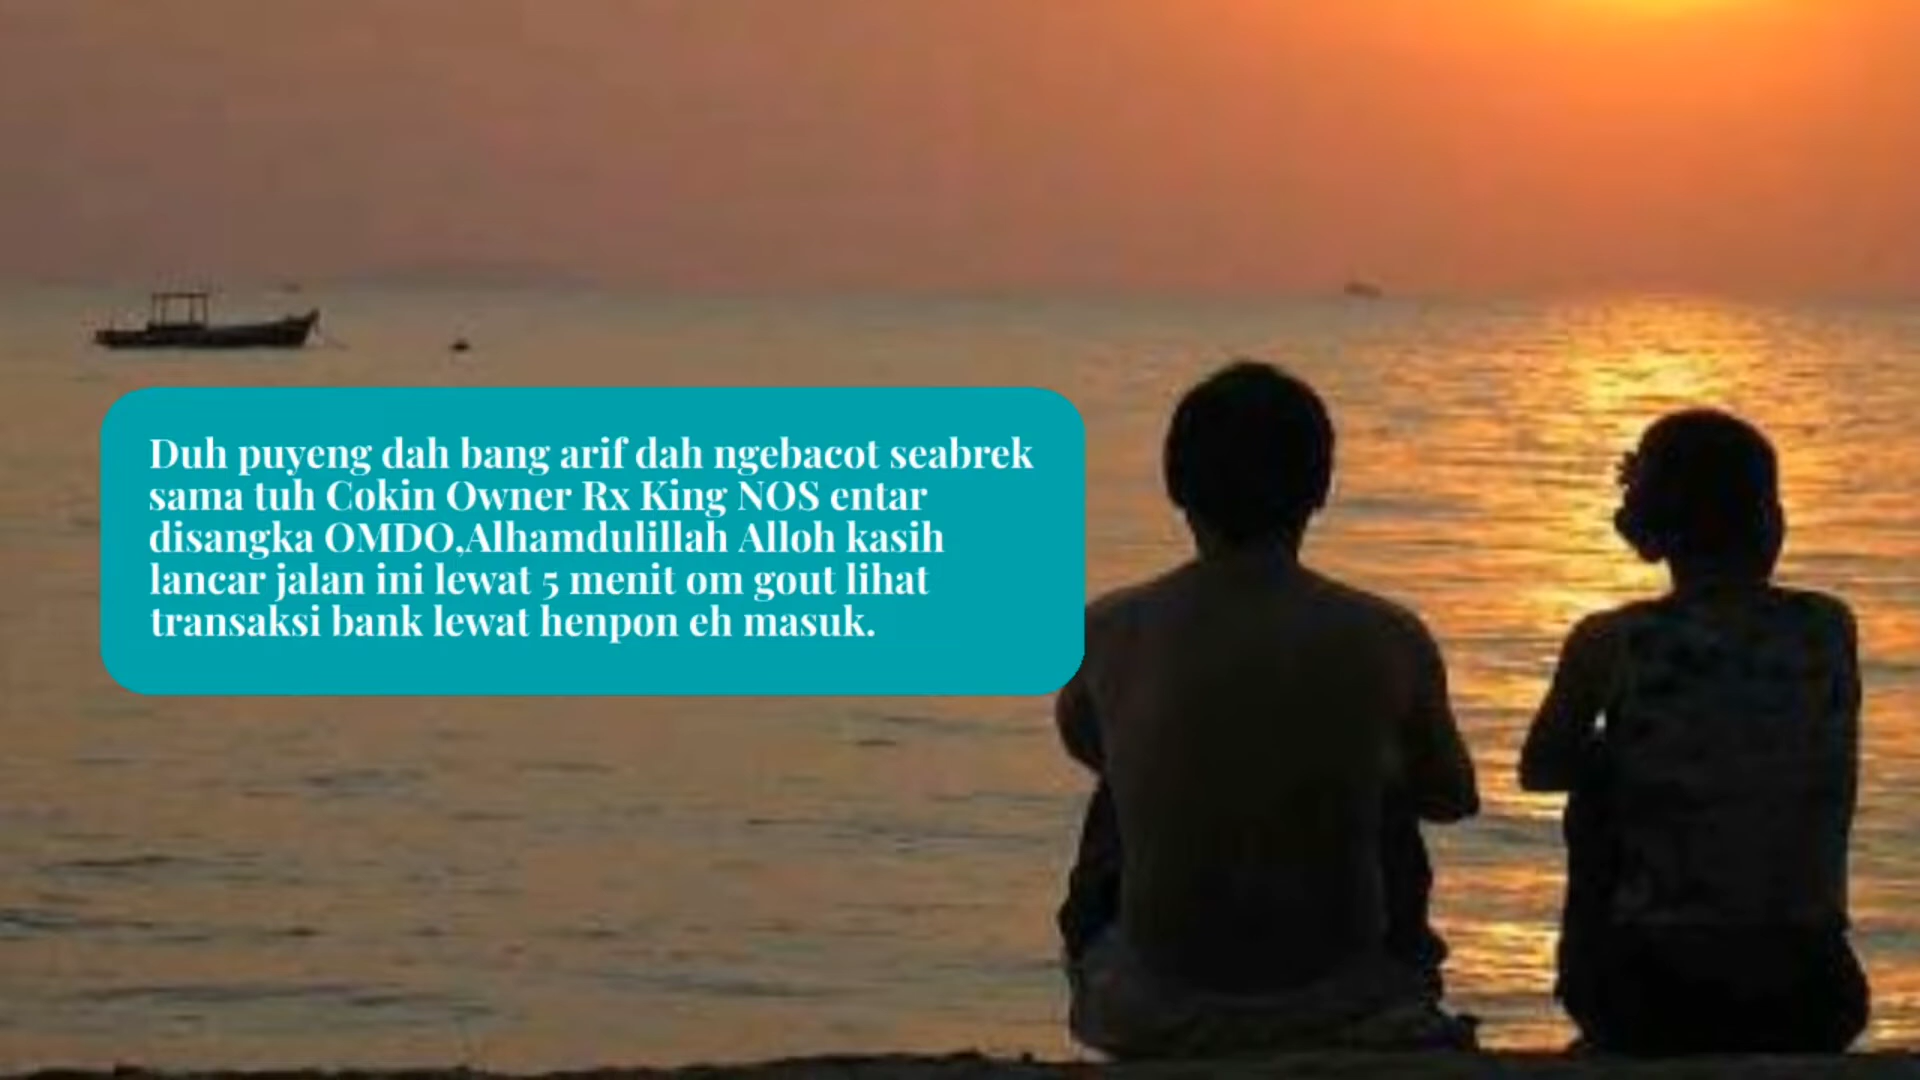 Duh puyeng dah bang arif dah ngebacot seabrek
sama tuh Cokin Owner Rx King NOS entar
disangka OMDO,Alhamdulillah Alloh kasih
lancar jalan ini lewat 5 menit om gout lihat
transaksi bank lewat henpon eh masuk.